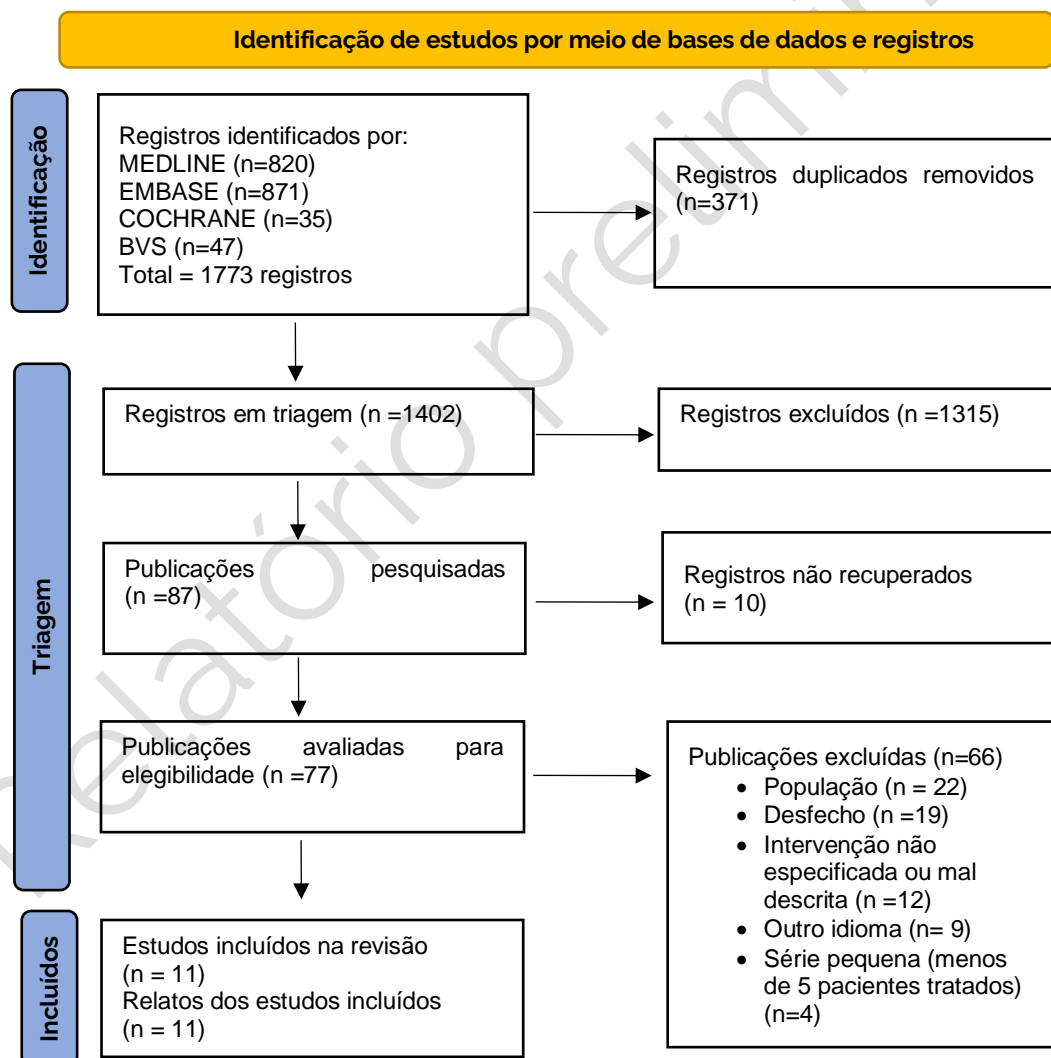 Identificação de estudos por meio de bases de dados e registros
Identificação
Registros identificados por:
MEDLINE (n=820)
EMBASE (n=871)
COCHRANE (n=35)
BVS (n=47)
Total = 1773 registros
Registros duplicados removidos
(n=371)
Triagem
Registros em triagem (n =1402)
Registros excluídos (n =1315)
Publicações pesquisadas
(n =87)
Registros não recuperados
(n = 10)
Publicações avaliadas para
elegibilidade (n =77)
Publicações excluídas (n=66)
• População (n = 22)
• Desfecho (n =19)
• Intervenção não
especificada ou mal
descrita (n =12)
• Outro idioma (n= 9)
• Série pequena (menos
de 5 pacientes tratados)
(n=4)
Incluídos
Estudos incluídos na revisão
(n = 11)
Relatos dos estudos incluídos
(n = 11)
Relatório prelimin